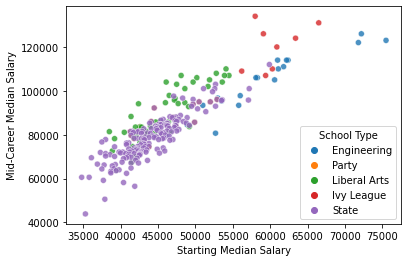 Mid-Career Median Salary
120000
100000
80000
60000
40000
School Type
Engineering
Party
Liberal Arts
Ivy League
State
35000 40000 45000 50000 55000 60000 65000 70000 75000
Starting Median Salary